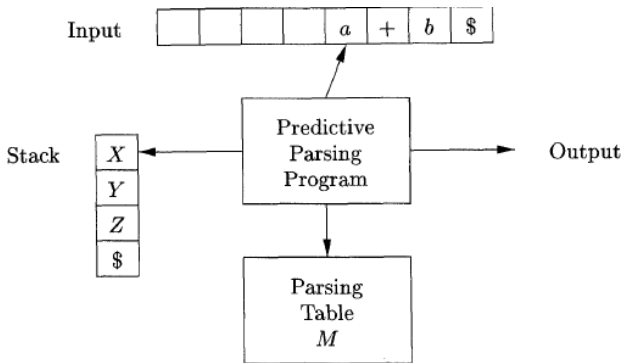 Input a + b $
Predictive
Parsing
Program
Stack X
Y
Z
$
Output
Parsing
Table
M